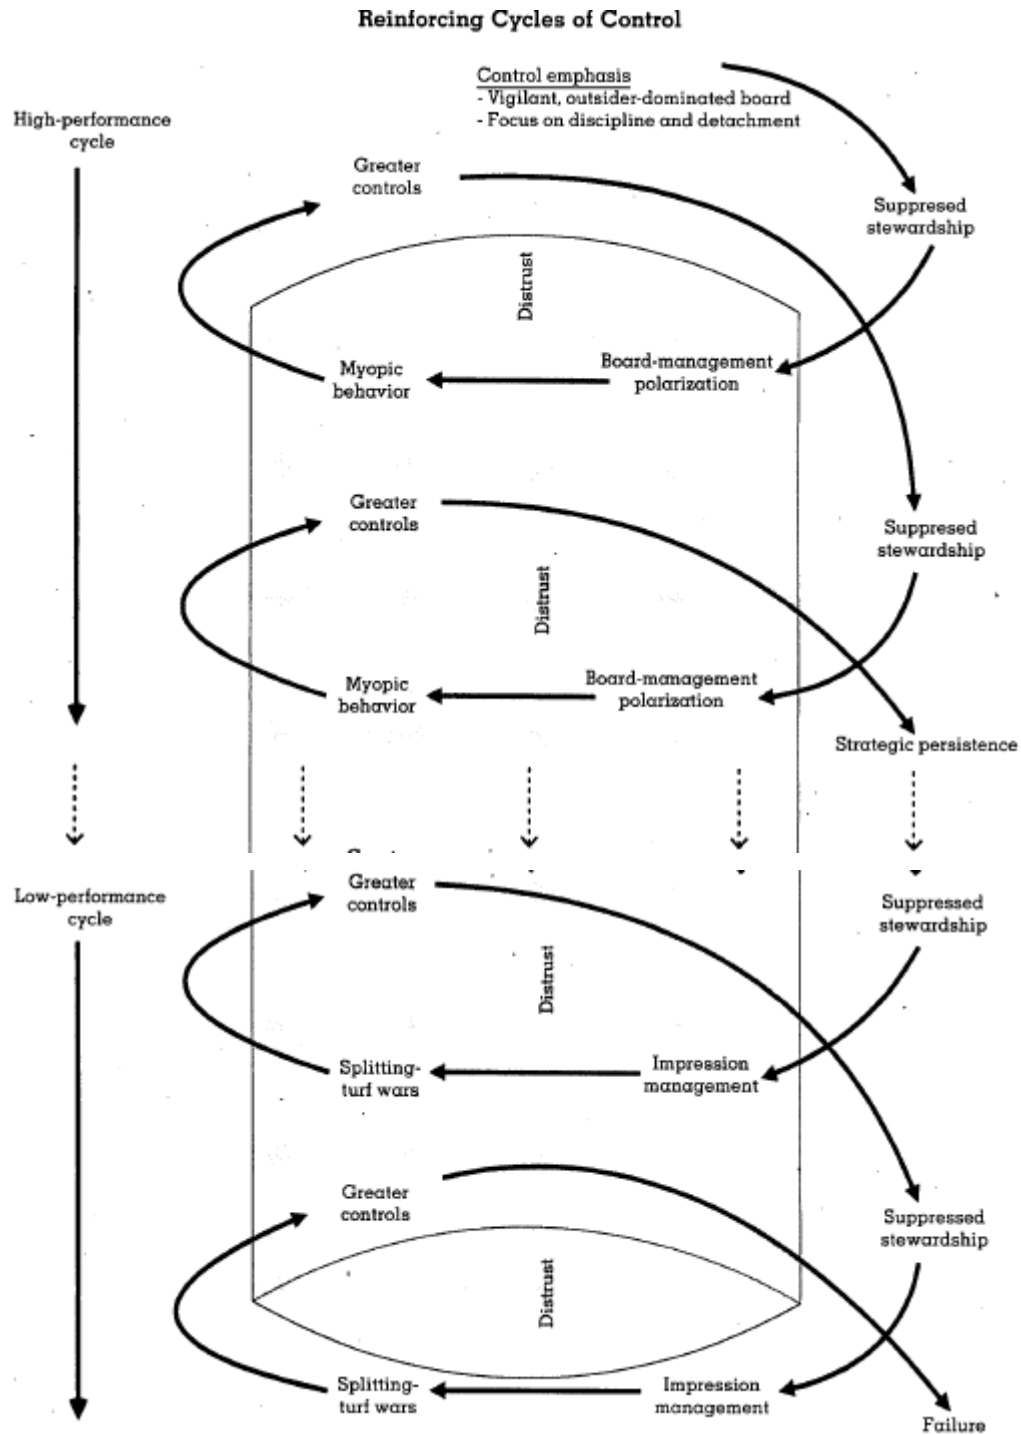 Reinforcing Cycles of Control
Control emphasis
- Vigilant, outsider-dominated board
- Focus on discipline and detachment
High-performance
cycle
Greater
controls
Suppresed
stewardship
Distrust
Myopic
behavior
Board-management
polarization
Greater
controls
Suppresed
stewardship
Distrust
Myopic
behavior
Board-management
polarization
Strategic persistence
Low-performance
cycle
Greater
controls
Suppressed
stewardship
Distrust
Splitting-
turf wars
Impression
management
Greater
controls
Suppressed
stewardship
Distrust
Splitting-
turf wars
Impression
management
Failure